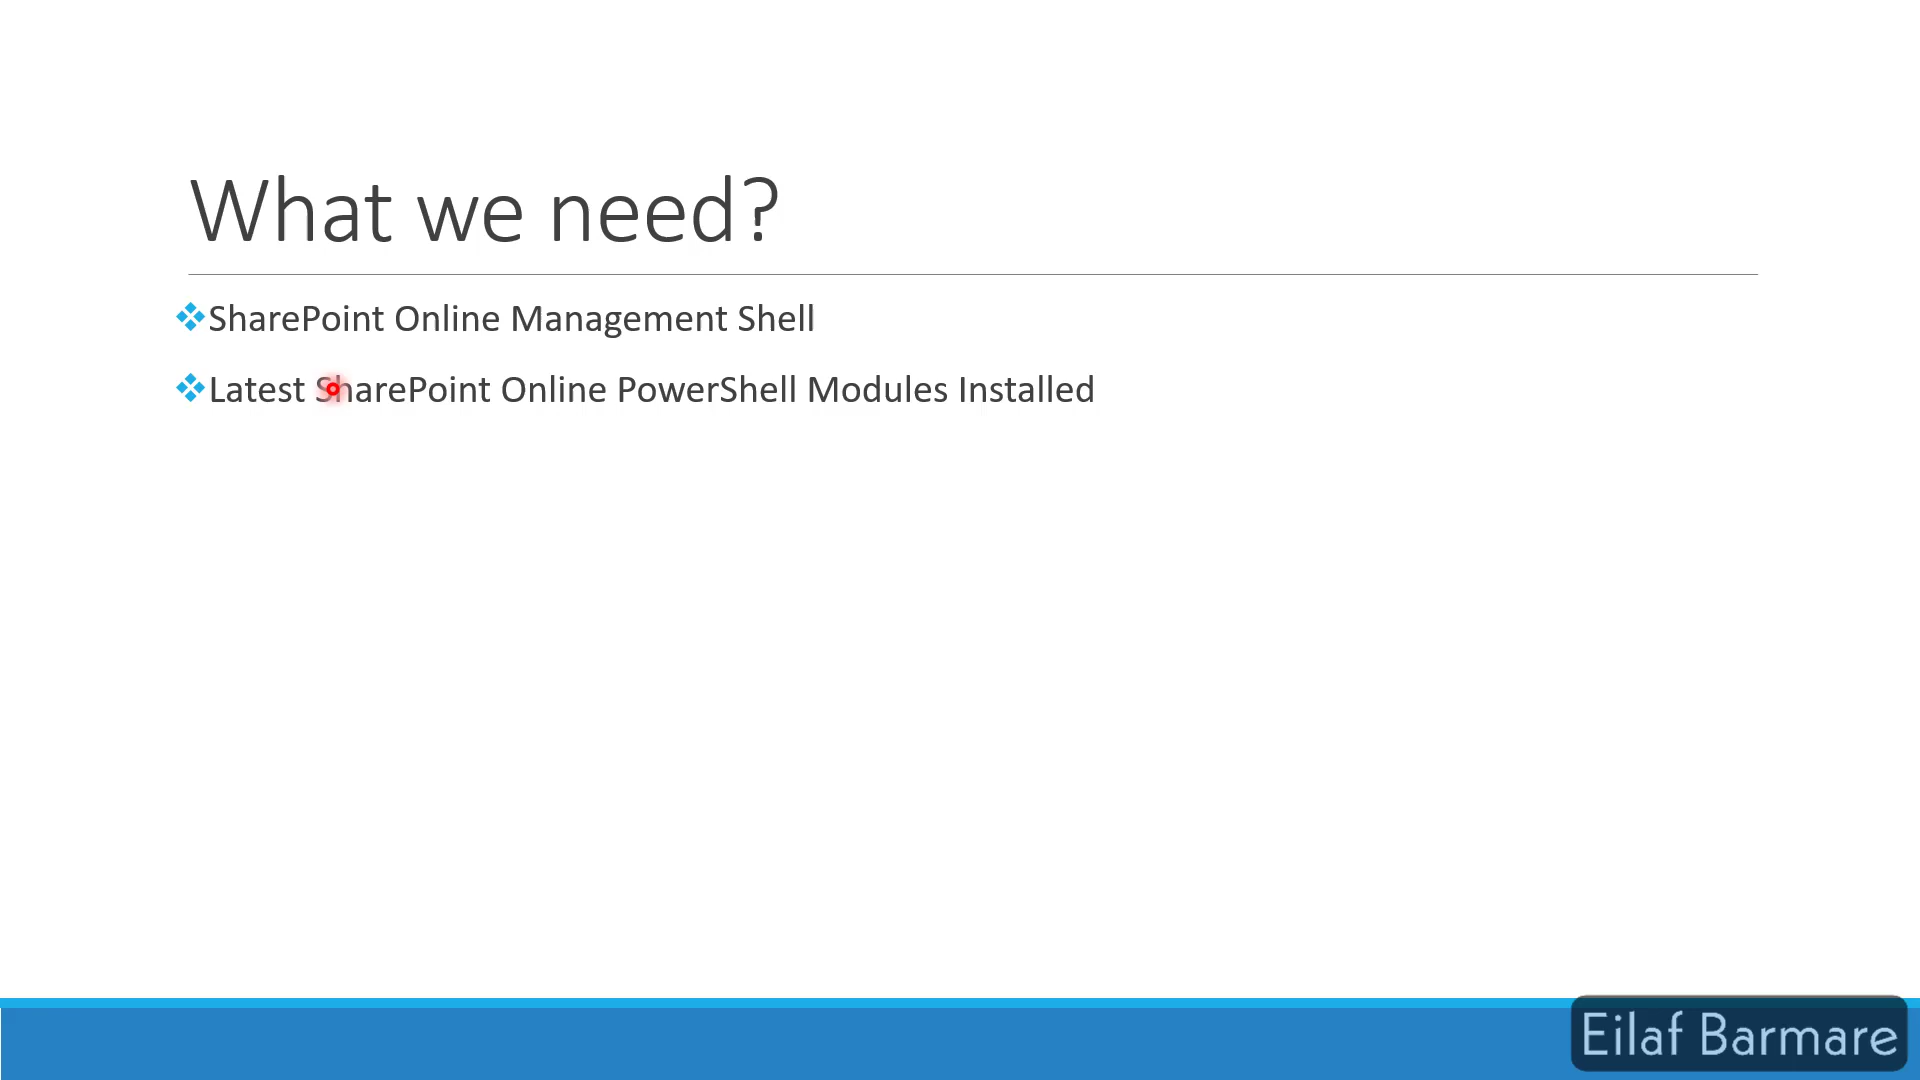 What we need?
SharePoint Online Management Shell
Latest SharePoint Online PowerShell Modules Installed
Eilaf Barmare